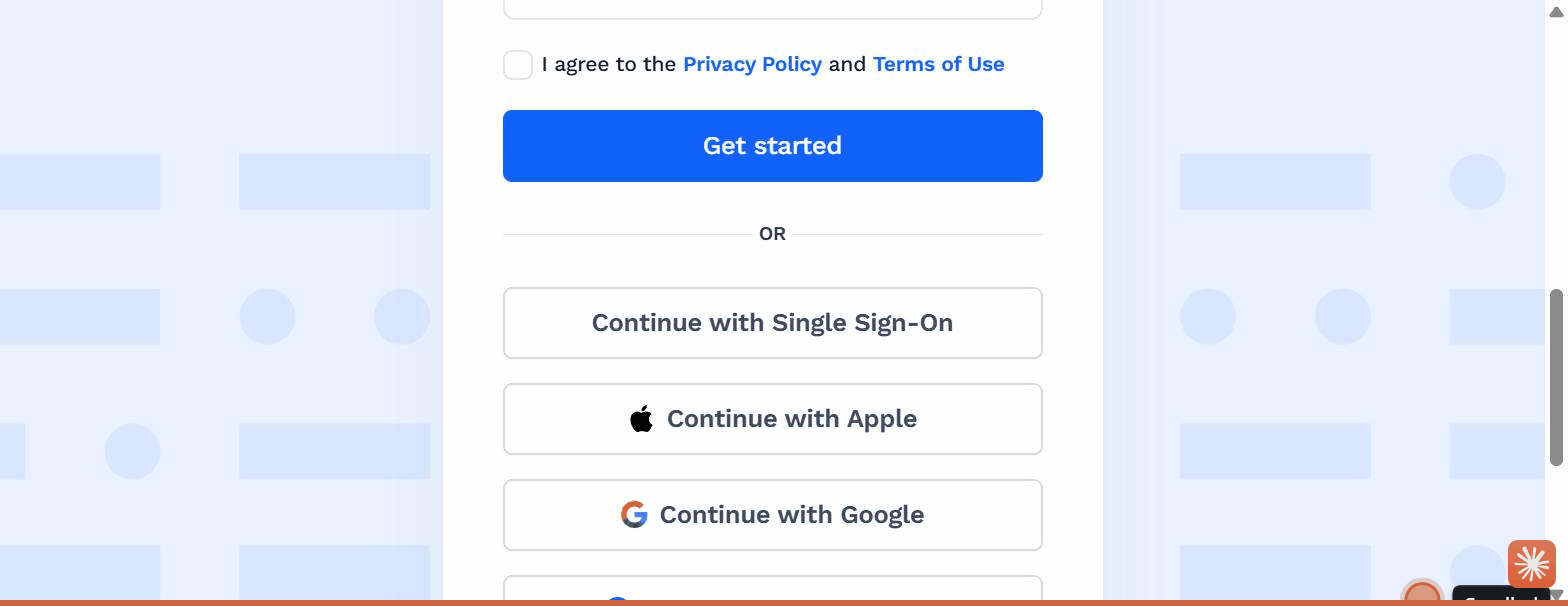 I agree to the Privacy Policy and Terms of Use
Get started
OR
Continue with Single Sign-On
Continue with Apple
Continue with Google